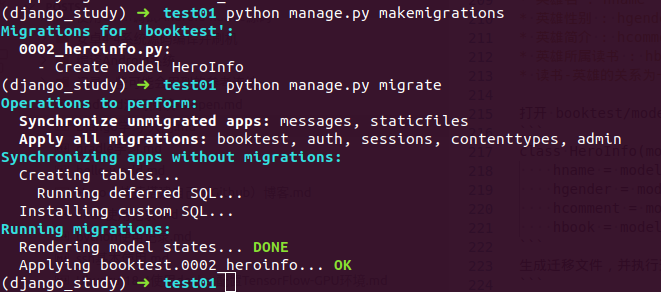 (django_study) ➜ test01 python manage.py makemigrations
Migrations for 'booktest':
0002_heroinfo.py:
- Create model HeroInfo
(django_study) ➜ test01 python manage.py migrate
Operations to perform:
Synchronize unmigrated apps: messages, staticfiles
Apply all migrations: booktest, auth, sessions, contenttypes, admin
Synchronizing apps without migrations:
Creating tables...
Running deferred SQL...
Installing custom SQL...
Running migrations:
Rendering model states... DONE
Applying booktest.0002_heroinfo... OK
(django_study) ➜ test01